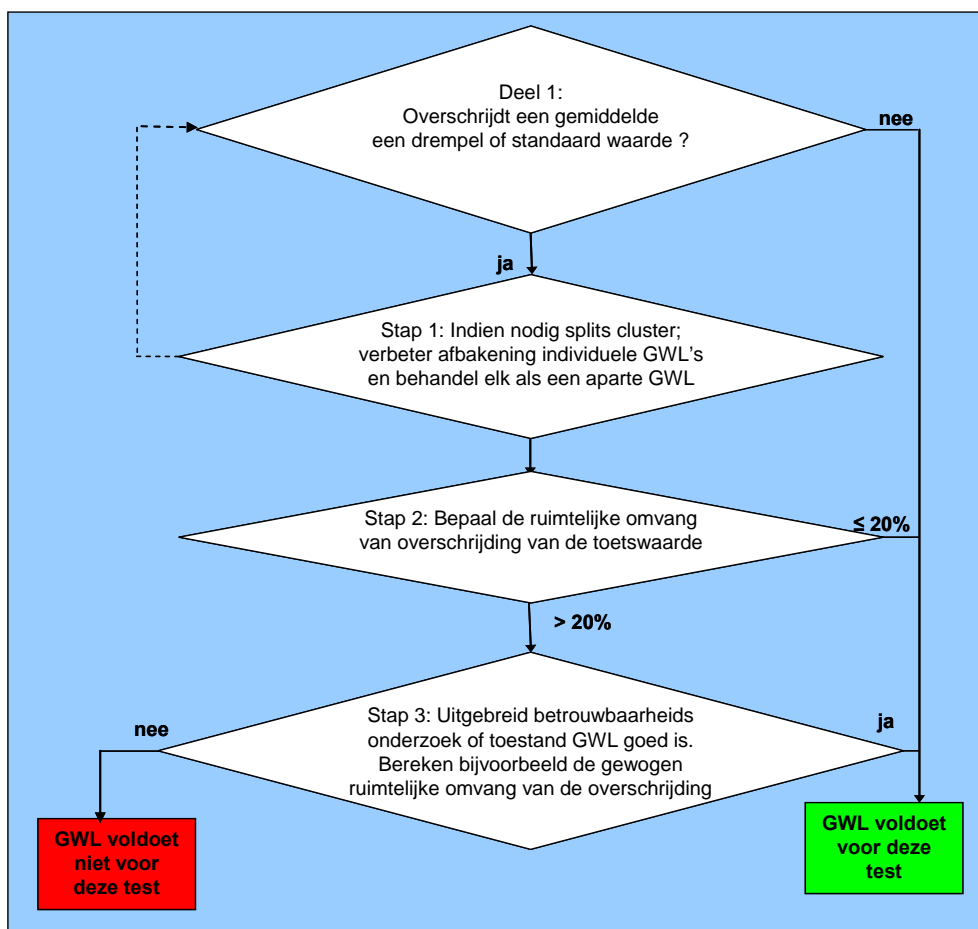 Deel 1:
Overschrijdt een gemiddelde
een drempel of standaard waarde ?
nee
ja
Stap 1: Indien nodig splits cluster;
verbeter afbakening individuele GWL's
en behandel elk als een aparte GWL
Stap 2: Bepaal de ruimtelijke omvang
van overschrijding van de toetswaarde
≤ 20%
> 20%
nee
Stap 3: Uitgebreid betrouwbaarheids
onderzoek of toestand GWL goed is.
Bereken bijvoorbeeld de gewogen
ruimtelijke omvang van de overschrijding
ja
GWL voldoet
niet voor
deze test
GWL voldoet
voor deze
test